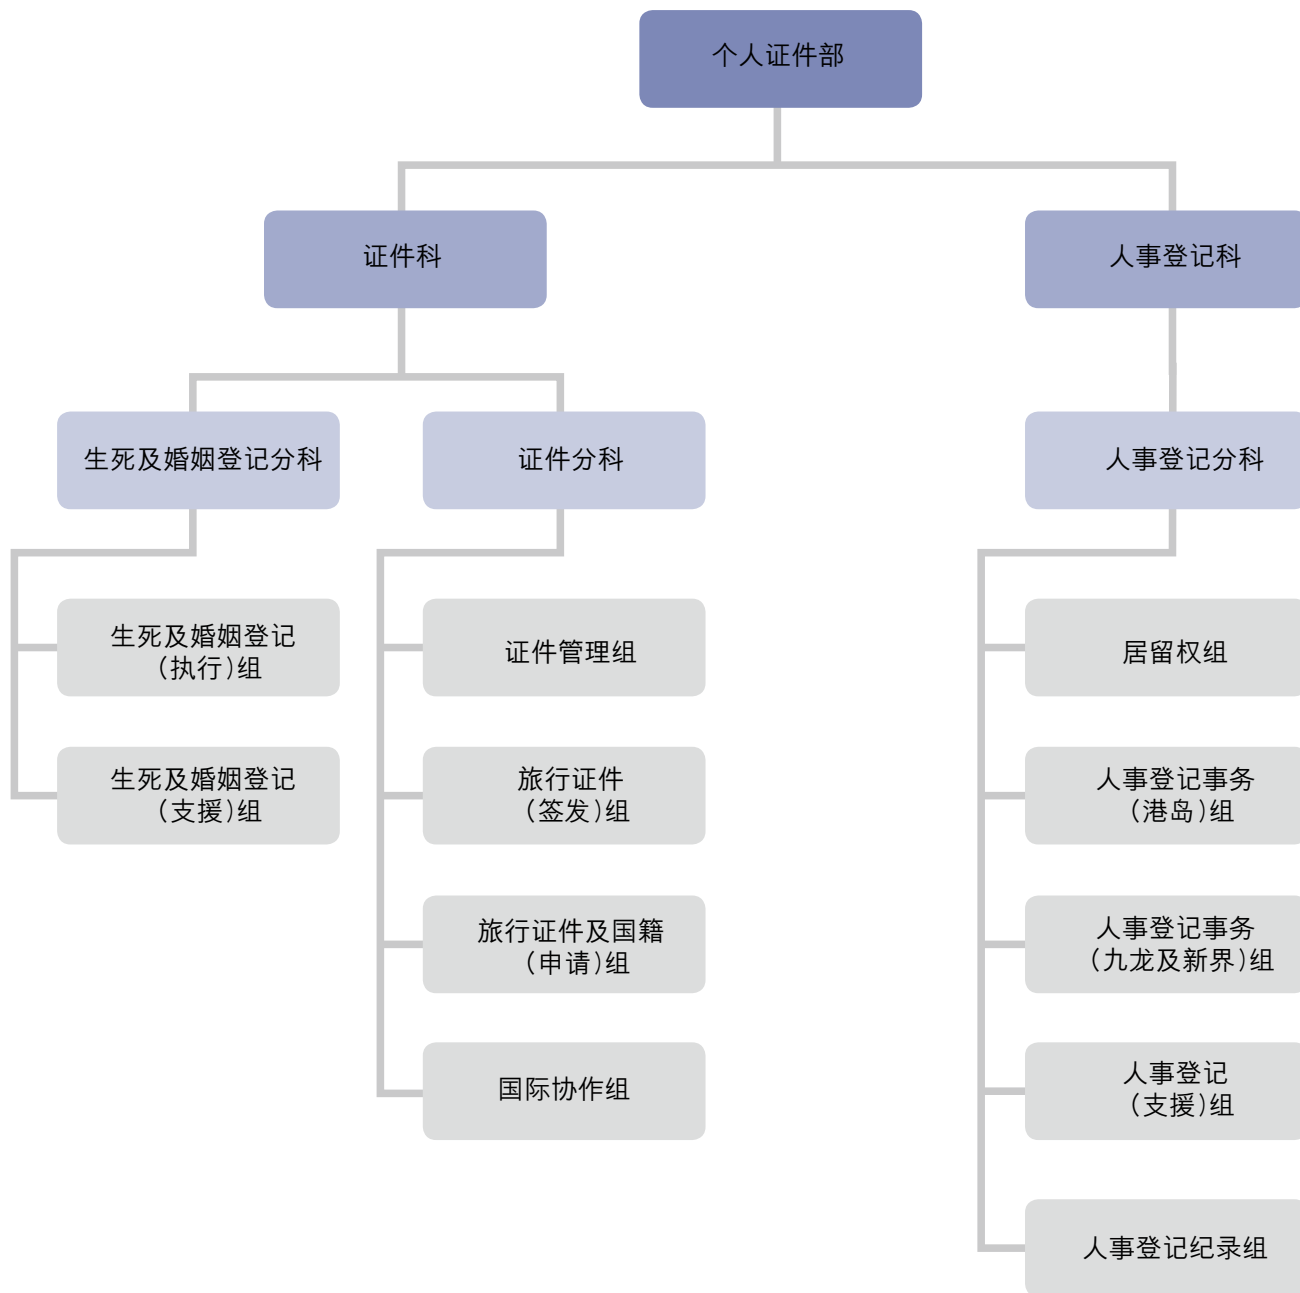 个人证件部
证件科
人事登记科
生死及婚姻登记分科
证件分科
人事登记分科
生死及婚姻登记
（执行）组
证件管理组
居留权组
生死及婚姻登记
（支援）组
旅行证件
（签发）组
人事登记事务
（港岛）组
旅行证件及国籍
（申请）组
人事登记事务
（九龙及新界）组
国际协作组
人事登记
（支援）组
人事登记纪录组